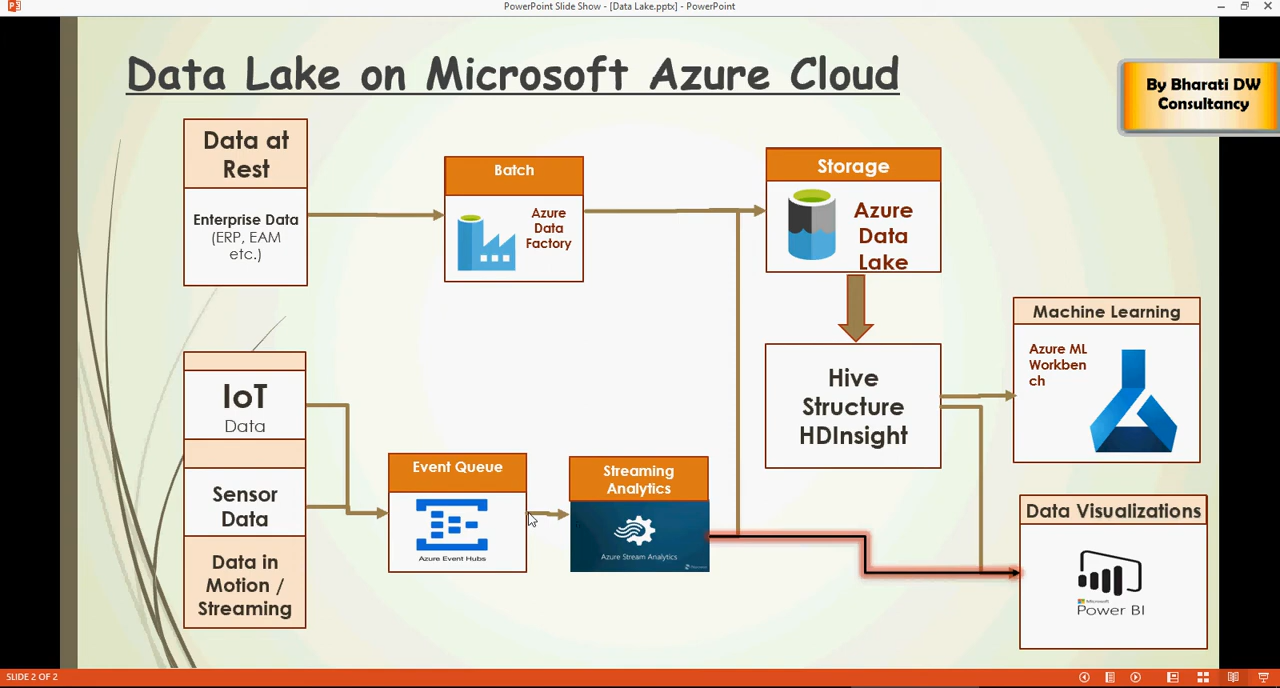 PowerPoint Slide Show - [Data Lake.pptx] - PowerPoint
Data Lake on Microsoft Azure Cloud
By Bharati DW
Consultancy
Data at
Rest
Enterprise Data
(ERP, EAM
etc.)
Batch
Azure
Data
Factory
Storage
Azure
Data
Lake
IoT
Data
Sensor
Data
Data in
Motion /
Streaming
Event Queue
Azure Event Hubs
Streaming
Analytics
Azure Stream Analytics
Hive
Structure
HDInsight
Machine Learning
Azure ML
Workben
ch
Data Visualizations
Microsoft
Power BI
SLIDE 2 OF 2